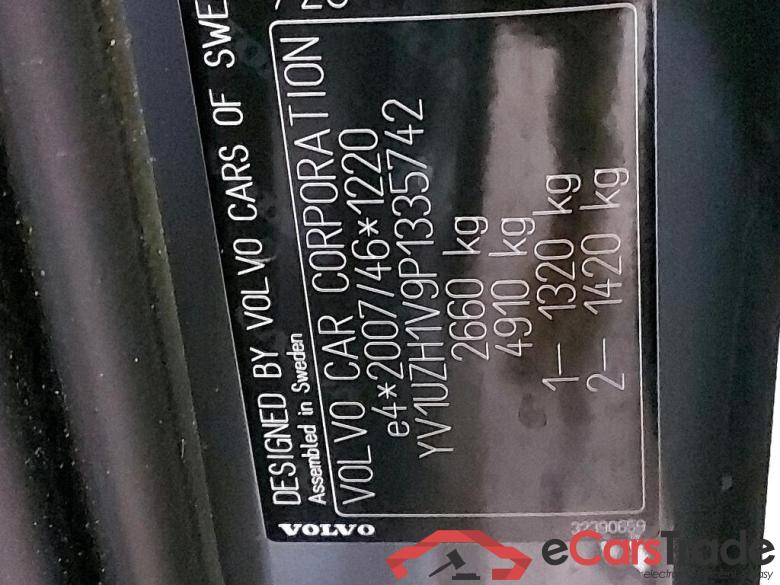 DESIGNED BY VOLVO CARS OF SWE
Assembled in Sweden
VOLVO CAR CORPORATION
e4*2007/46*1220
YV1UZH1V9P1335742
2660 kg
4910 kg
1– 1320 kg
2– 1420 kg
VOLVO
32390659
eCarsTrade